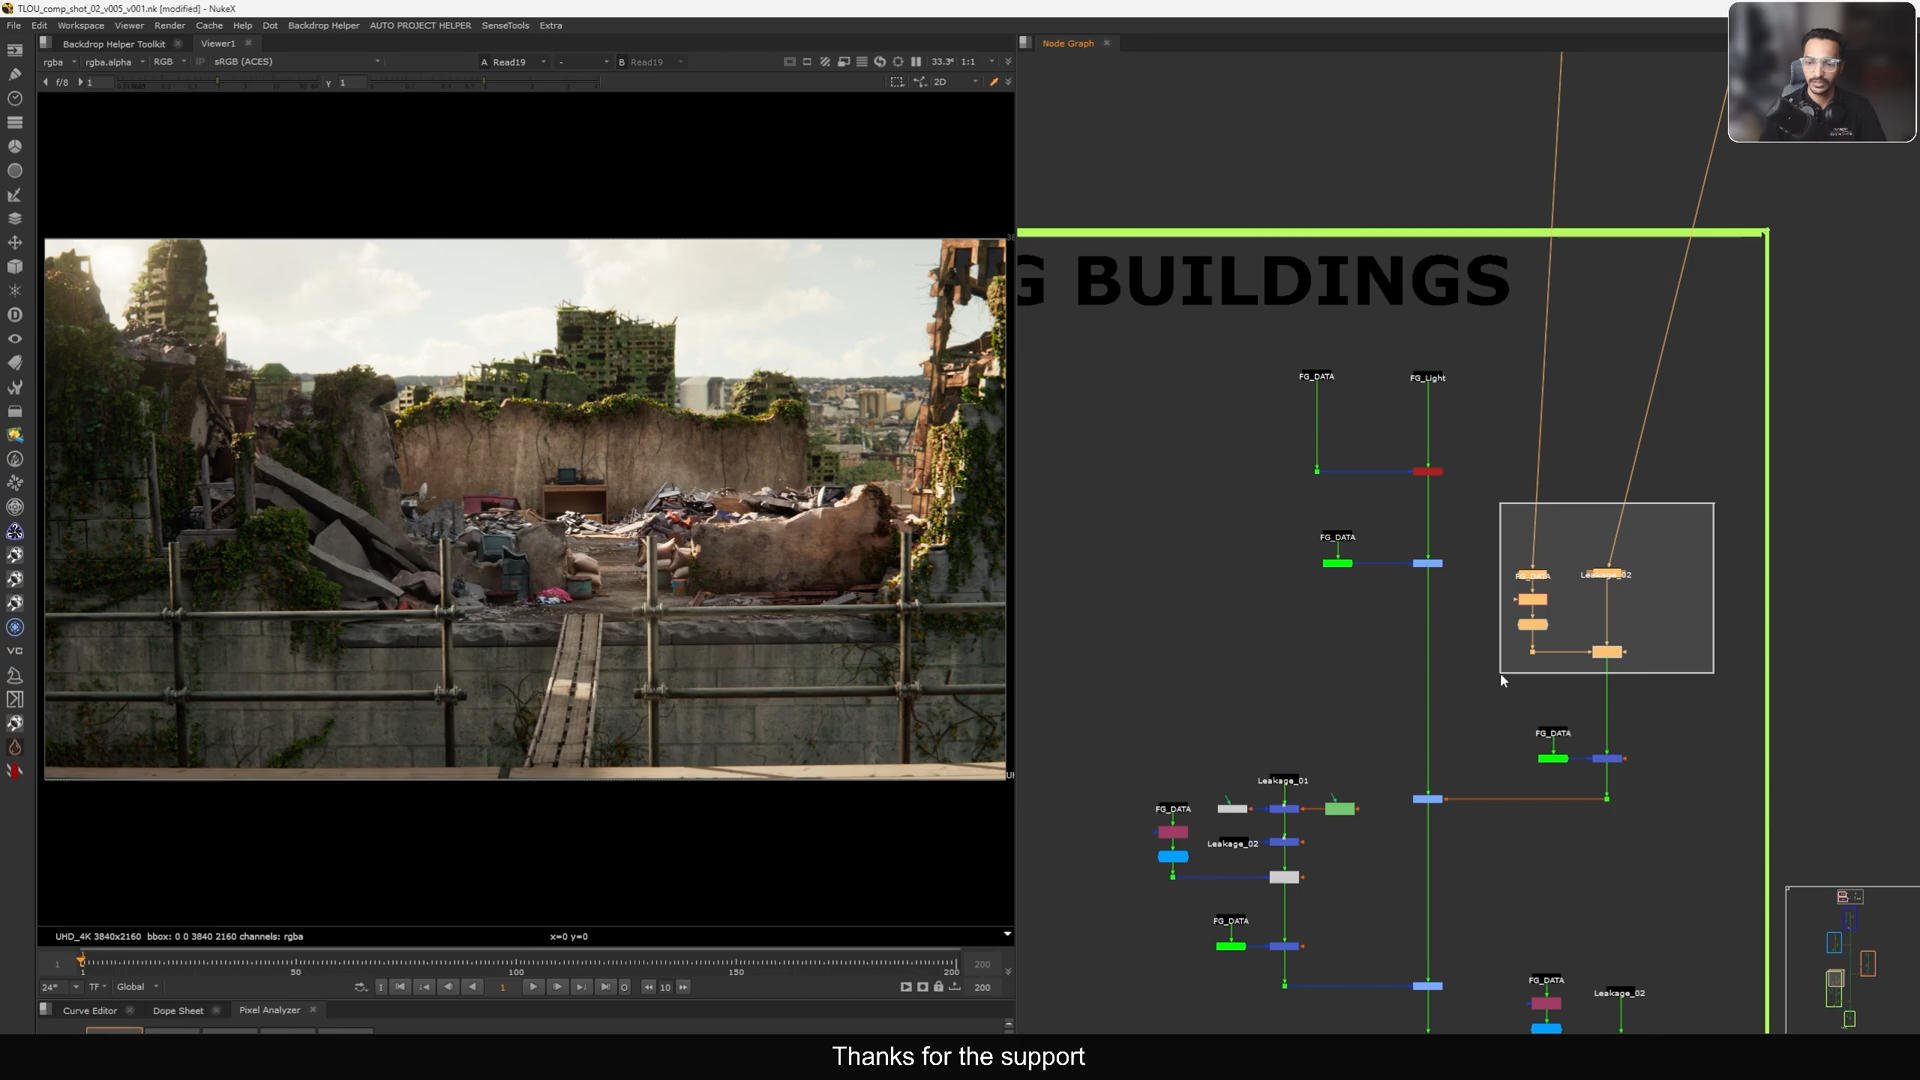 TLOU_comp_shot_02_v005_v001.nk [modified] - NukeX
File Edit Workspace Viewer Render Cache Help Dot Backdrop Helper AUTO PROJECT HELPER SenseTools Extra
Backdrop Helper Toolkit Viewer1
Node Graph
rgba rgba.alpha RGB IP sRGB (ACES) A Read19 - B Read19 33.3 1:1
f/8 1 Y 1 2D
G BUILDINGS
FG_DATA FG_Light
FG_DATA
FG_DATA Leakage_02
FG_DATA
Leakage_01
FG_DATA
Leakage_02
FG_DATA
FG_DATA
Leakage_02
UHD_4K 3840x2160 bbox: 0 0 3840 2160 channels: rgba x=0 y=0
1 1 50 100 150 200 200
24* TF Global 1 10 200
Curve Editor Dope Sheet Pixel Analyzer
Thanks for the support
VC